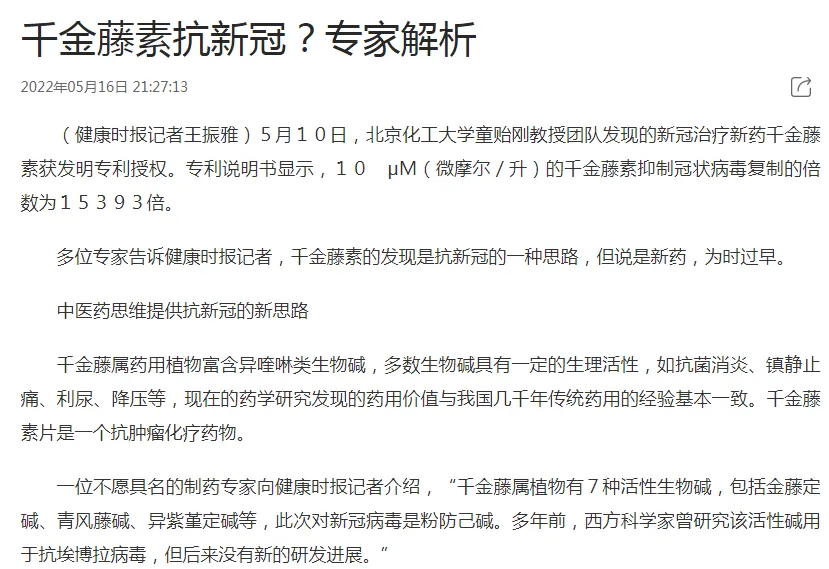 千金藤素抗新冠？专家解析
2022年05月16日 21:27:13
（健康时报记者王振雅）５月１０日，北京化工大学童贻刚教授团队发现的新冠治疗新药千金藤
素获发明专利授权。专利说明书显示，１０　μM（微摩尔／升）的千金藤素抑制冠状病毒复制的倍
数为１５３９３倍。
多位专家告诉健康时报记者，千金藤素的发现是抗新冠的一种思路，但说是新药，为时过早。
中医药思维提供抗新冠的新思路
千金藤属药用植物富含异喹啉类生物碱，多数生物碱具有一定的生理活性，如抗菌消炎、镇静止
痛、利尿、降压等，现在的药学研究发现的药用价值与我国几千年传统药用的经验基本一致。千金藤
素片是一个抗肿瘤化疗药物。
一位不愿具名的制药专家向健康时报记者介绍，“千金藤属植物有７种活性生物碱，包括金藤定
碱、青风藤碱、异紫堇定碱等，此次对新冠病毒是粉防己碱。多年前，西方科学家曾研究该活性碱用
于抗埃博拉病毒，但后来没有新的研发进展。”